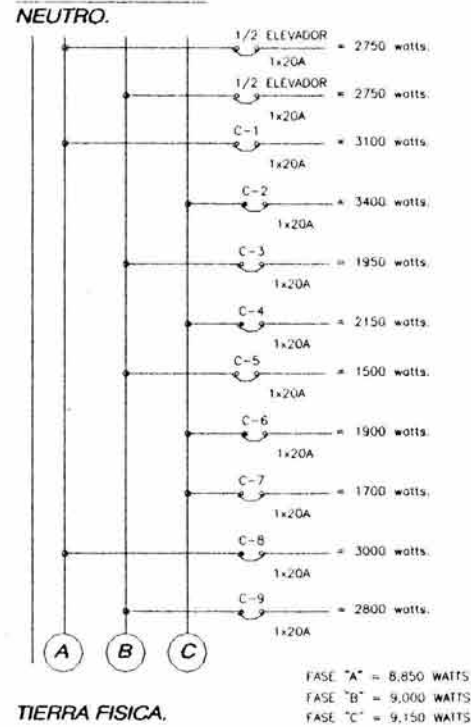 NEUTRO.
1/2 ELEVADOR = 2750 watts.
1x20A
1/2 ELEVADOR = 2750 watts.
1x20A
C-1 = 3100 watts.
1x20A
C-2 = 3400 watts.
1x20A
C-3 = 1950 watts.
1x20A
C-4 = 2150 watts.
1x20A
C-5 = 1500 watts.
1x20A
C-6 = 1900 watts.
1x20A
C-7 = 1700 watts.
1x20A
C-8 = 3000 watts.
1x20A
C-9 = 2800 watts.
1x20A
A B C
FASE "A" = 8,850 WATTS
FASE "B" = 9,000 WATTS
FASE "C" = 9,150 WATTS
TIERRA FISICA.